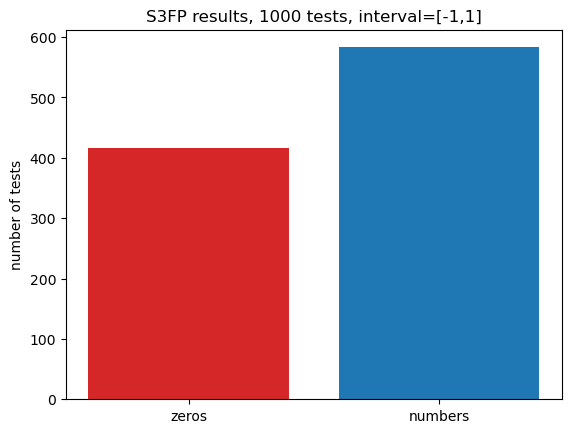 S3FP results, 1000 tests, interval=[-1,1]
600
500
400
300
200
100
0
number of tests
zeros
numbers